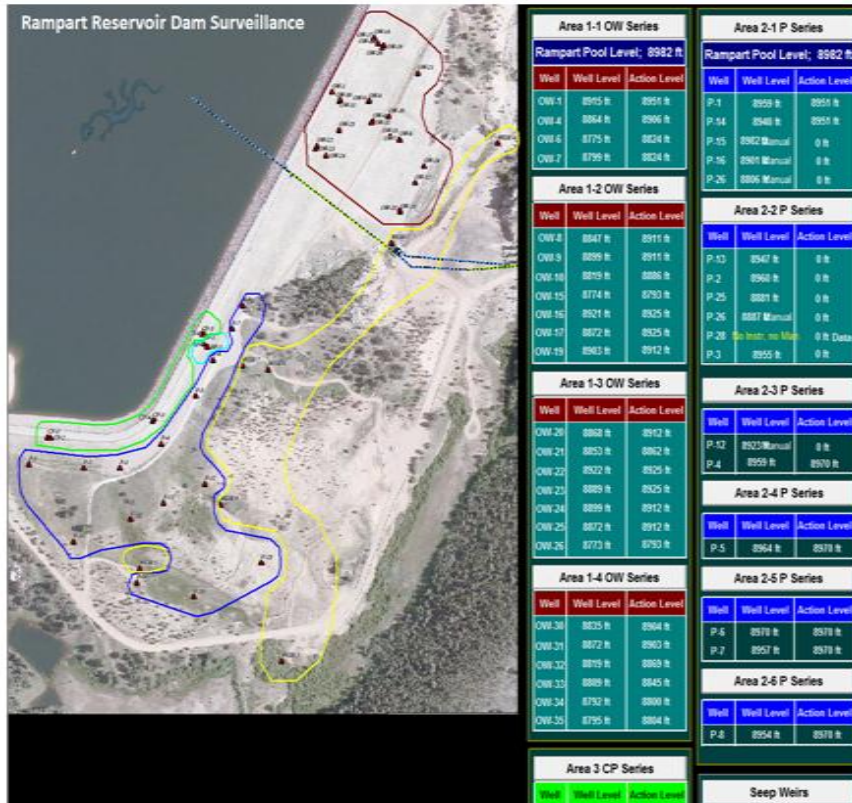 Rampart Reservoir Dam Surveillance
Area 1-1 OW Series
Rampart Pool Level; 8982 ft
Well Well Level Action Level
OW-1 8915 ft 8951 ft
OW-4 8864 ft 8906 ft
OW-6 8775 ft 8824 ft
OW-7 8799 ft 8824 ft
Area 1-2 OW Series
Well Well Level Action Level
OW-8 8847 ft 8911 ft
OW-9 8899 ft 8911 ft
OW-10 8819 ft 8886 ft
OW-15 8774 ft 8793 ft
OW-16 8921 ft 8925 ft
OW-17 8872 ft 8925 ft
OW-19 8903 ft 8912 ft
Area 1-3 OW Series
Well Well Level Action Level
OW-20 8868 ft 8912 ft
OW-21 8853 ft 8862 ft
OW-22 8922 ft 8925 ft
OW-23 8889 ft 8925 ft
OW-24 8899 ft 8912 ft
OW-25 8872 ft 8912 ft
OW-26 8773 ft 8793 ft
Area 1-4 OW Series
Well Well Level Action Level
OW-30 8835 ft 8904 ft
OW-31 8872 ft 8903 ft
OW-32 8819 ft 8869 ft
OW-33 8889 ft 8845 ft
OW-34 8792 ft 8800 ft
OW-35 8795 ft 8804 ft
Area 3 CP Series
Well Well Level Action Level
Area 2-1 P Series
Rampart Pool Level; 8982 ft
Well Well Level Action Level
P-1 8959 ft 8951 ft
P-14 8948 ft 8951 ft
P-15 8982 Manual 0 ft
P-16 8901 Manual 0 ft
P-26 8806 Manual 0 ft
Area 2-2 P Series
Well Well Level Action Level
P-13 8947 ft 0 ft
P-2 8960 ft 0 ft
P-25 8881 ft 0 ft
P-26 8887 Manual 0 ft
P-28 No Instr, no Man 0 ft Data
P-3 8955 ft 0 ft
Area 2-3 P Series
Well Well Level Action Level
P-12 8923 Manual 0 ft
P-4 8959 ft 8970 ft
Area 2-4 P Series
Well Well Level Action Level
P-5 8964 ft 8970 ft
Area 2-5 P Series
Well Well Level Action Level
P-6 8970 ft 8970 ft
P-7 8957 ft 8970 ft
Area 2-6 P Series
Well Well Level Action Level
P-8 8954 ft 8970 ft
Seep Weirs